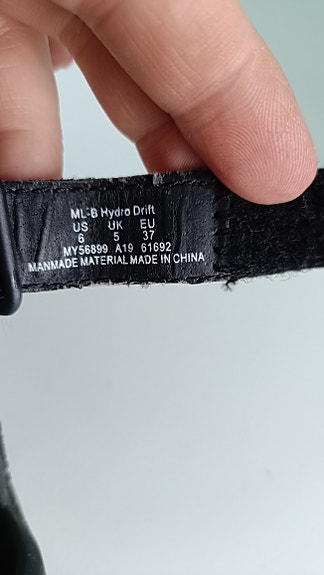 ML-B Hydro Drift
US UK EU
6 5 37
MY56899 A19 61692
MANMADE MATERIAL MADE IN CHINA